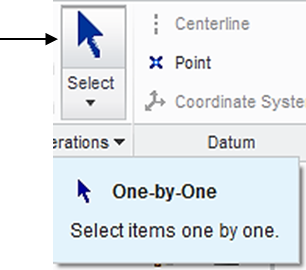 Centerline
Point
Select
Coordinate Syste
erations
Datum
One-by-One
Select items one by one.